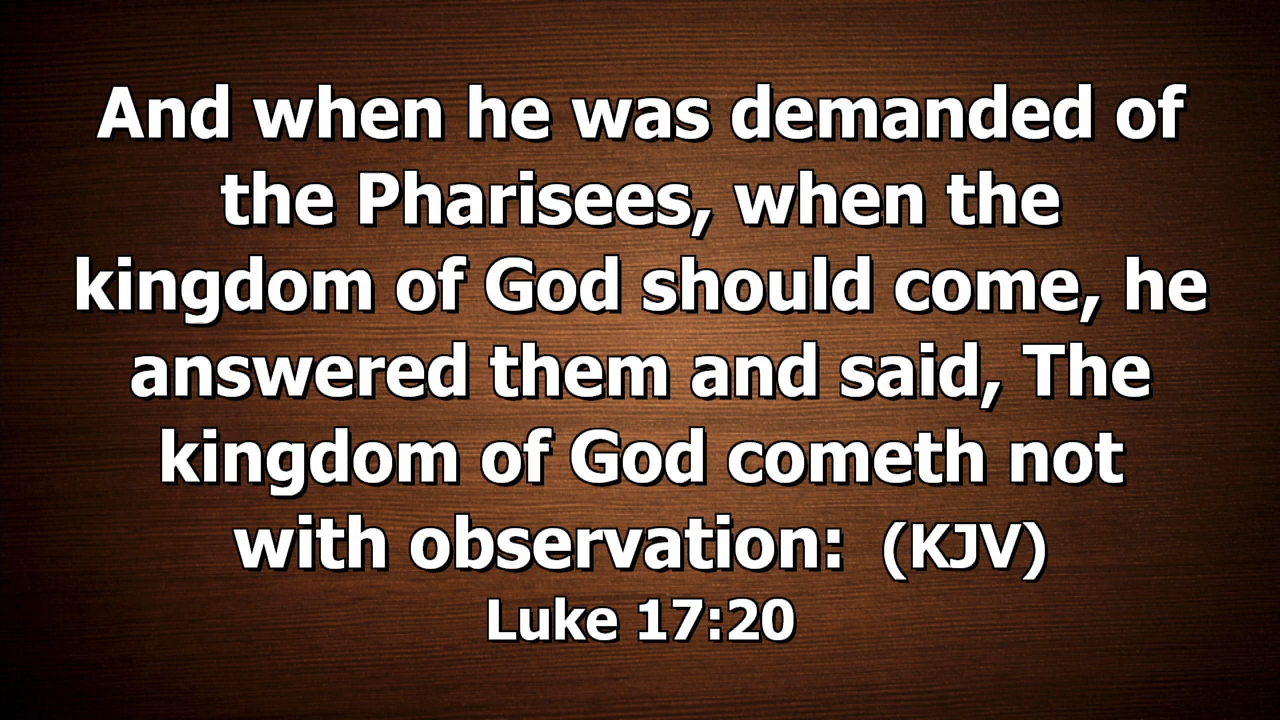 And when he was demanded of
the Pharisees, when the
kingdom of God should come, he
answered them and said, The
kingdom of God cometh not
with observation: (KJV)
Luke 17:20